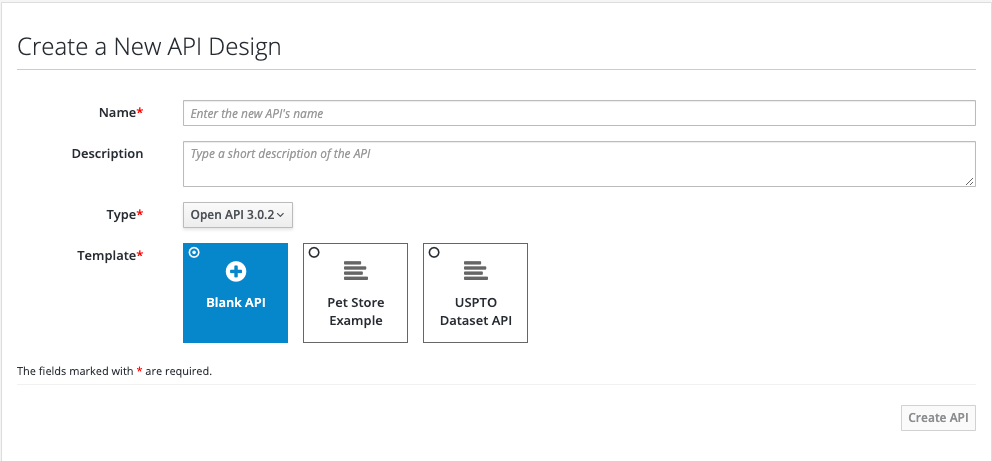 Create a New API Design
Name*
Enter the new API's name
Description
Type a short description of the API
Type*
Open API 3.0.2
Template*
Blank API
Pet Store
Example
USPTO
Dataset API
The fields marked with * are required.
Create API